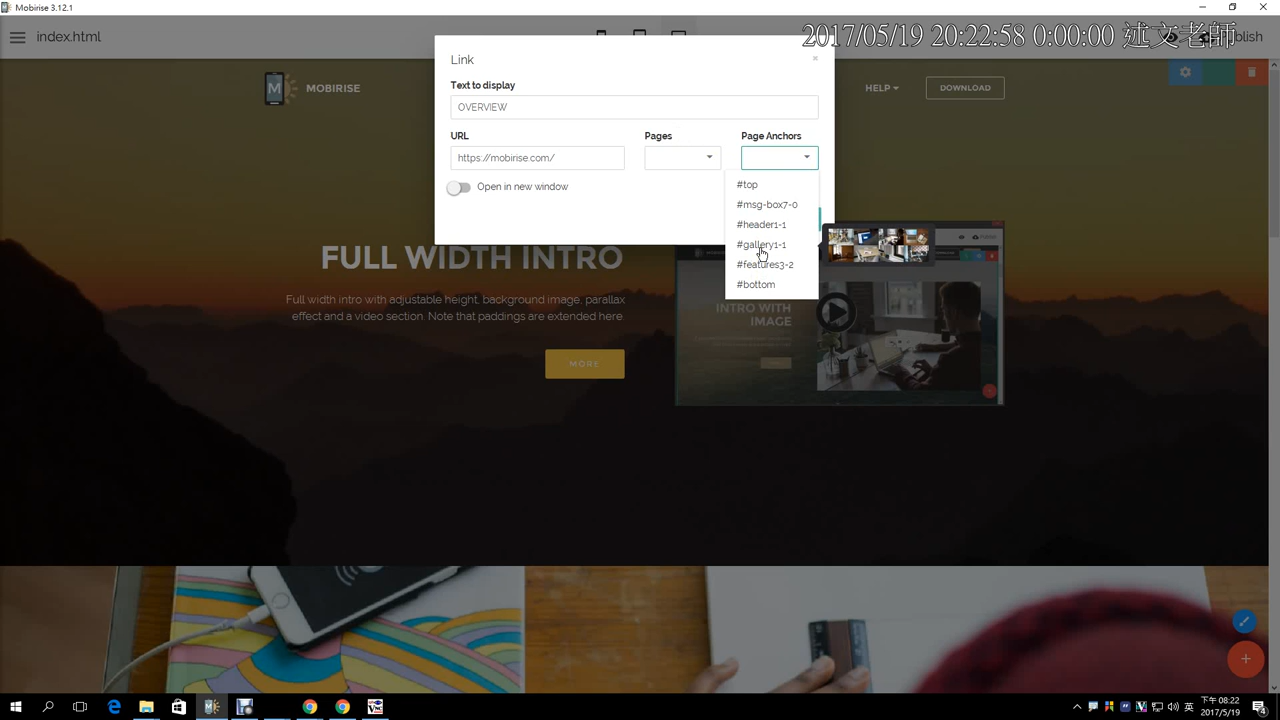 Mobirise 3.12.1
index.html
2017/05/19 20:22:58 0:00:00 述文老師
MOBIRISE
HELP
DOWNLOAD
Link
×
Text to display
OVERVIEW
URL
Pages
Page Anchors
https://mobirise.com/
Open in new window
#top
#msg-box7-0
#header1-1
#gallery1-1
#features3-2
#bottom
FULL WIDTH INTRO
Full width intro with adjustable height, background image, parallax
effect and a video section. Note that paddings are extended here.
MORE
INTRO WITH
IMAGE
下午 08:22
2017/5/19